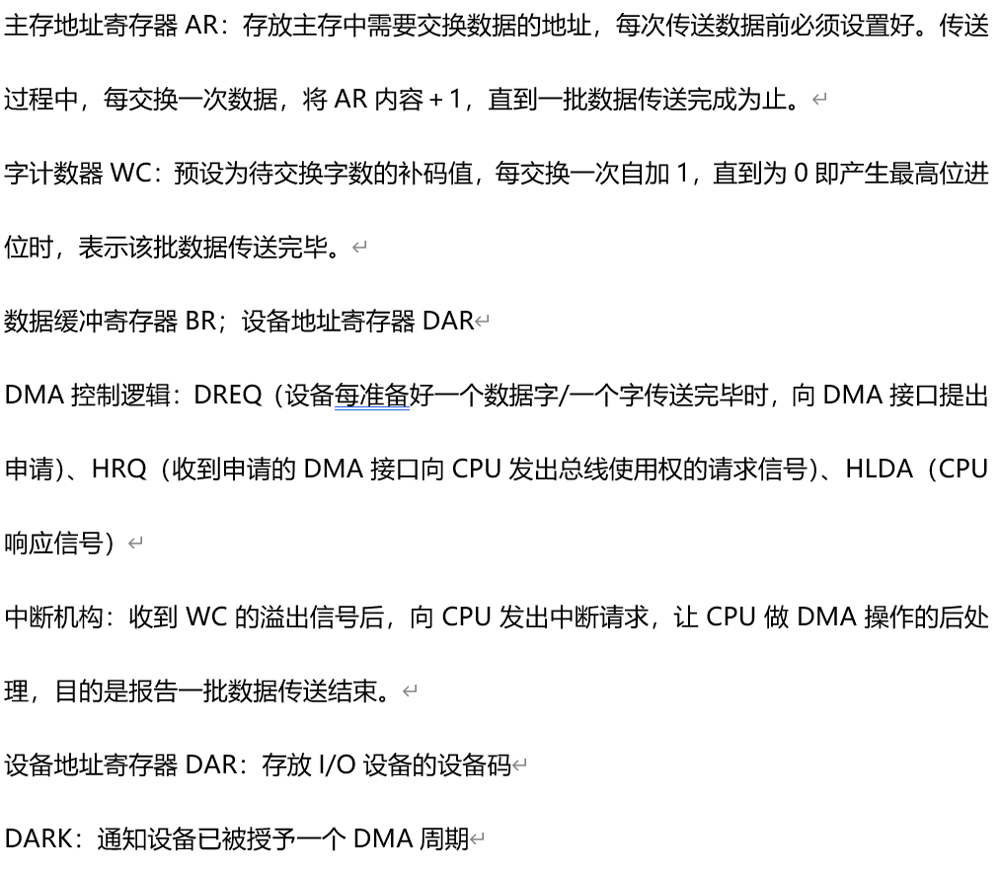 主存地址寄存器 AR：存放主存中需要交换数据的地址，每次传送数据前必须设置好。传送
过程中，每交换一次数据，将 AR 内容＋1，直到一批数据传送完成为止。↵
字计数器 WC：预设为待交换字数的补码值，每交换一次自加 1，直到为 0 即产生最高位进
位时，表示该批数据传送完毕。↵
数据缓冲寄存器 BR；设备地址寄存器 DAR↵
DMA 控制逻辑：DREQ（设备每准备好一个数据字/一个字传送完毕时，向 DMA 接口提出
申请）、HRQ（收到申请的 DMA 接口向 CPU 发出总线使用权的请求信号）、HLDA（CPU
响应信号）↵
中断机构：收到 WC 的溢出信号后，向 CPU 发出中断请求，让 CPU 做 DMA 操作的后处
理，目的是报告一批数据传送结束。↵
设备地址寄存器 DAR：存放 I/O 设备的设备码↵
DARK：通知设备已被授予一个 DMA 周期↵